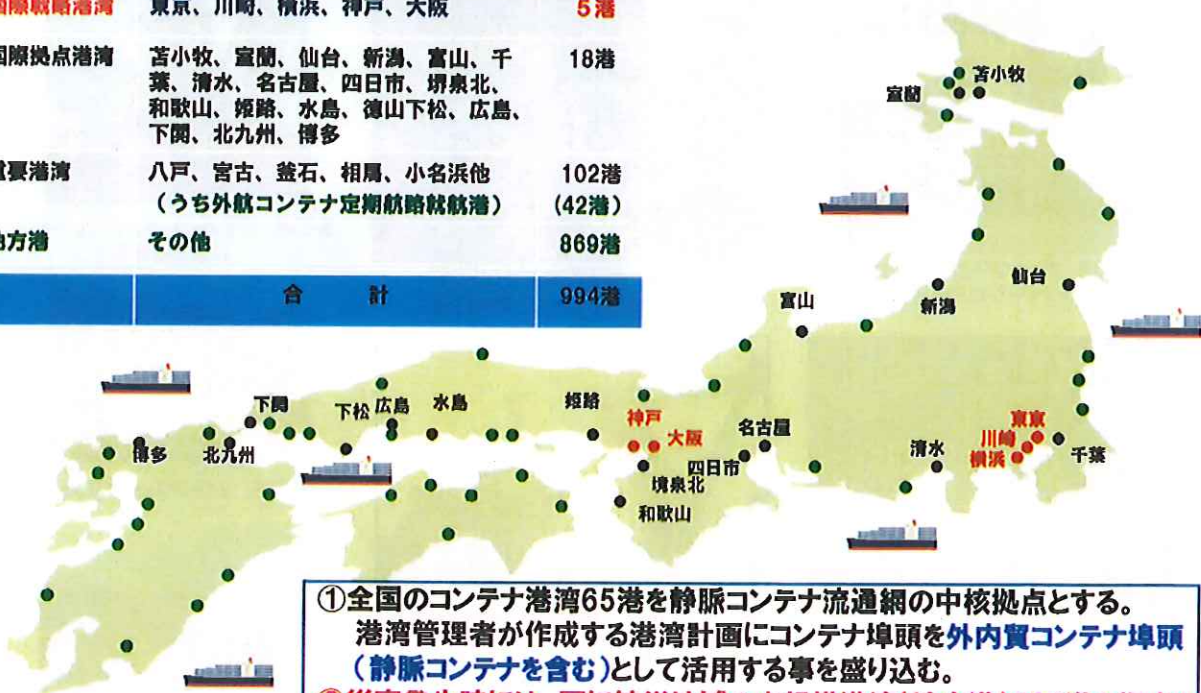 国際戦略港湾 東京、川崎、横浜、神戸、大阪 5港
国際拠点港湾 苫小牧、室蘭、仙台、新潟、富山、千 18港
葉、清水、名古屋、四日市、堺泉北、
和歌山、姫路、水島、徳山下松、広島、
下関、北九州、博多
重要港湾 八戸、宮古、釜石、相馬、小名浜他 102港
(うち外航コンテナ定期航路就航港) (42港)
地方港 その他 869港
合 計 994港
苫小牧
室蘭
仙台
新潟
富山
下関
下松
広島
水島
姫路
神戸
大阪
名古屋
東京
川崎
横浜
千葉
清水
四日市
境泉北
和歌山
博多
北九州
①全国のコンテナ港湾65港を静脈コンテナ流通網の中核拠点とする。
港湾管理者が作成する港湾計画にコンテナ埠頭を外内貿コンテナ埠頭
(静脈コンテナを含む)として活用する事を盛り込む。